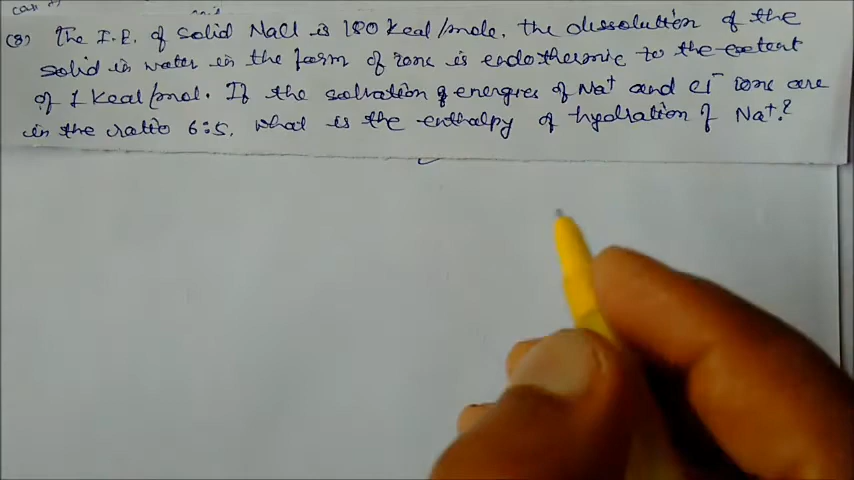 (8) The I.E. of solid NaCl is 180 Kcal/mole. the dissolution of the
solid in water in the form of ions is endothermic to the extent
of 1 Kcal/mol. If the solvation energies of Na⁺ and Cl⁻ ions are
in the ratio 6:5. what is the enthalpy of hydration of Na⁺?